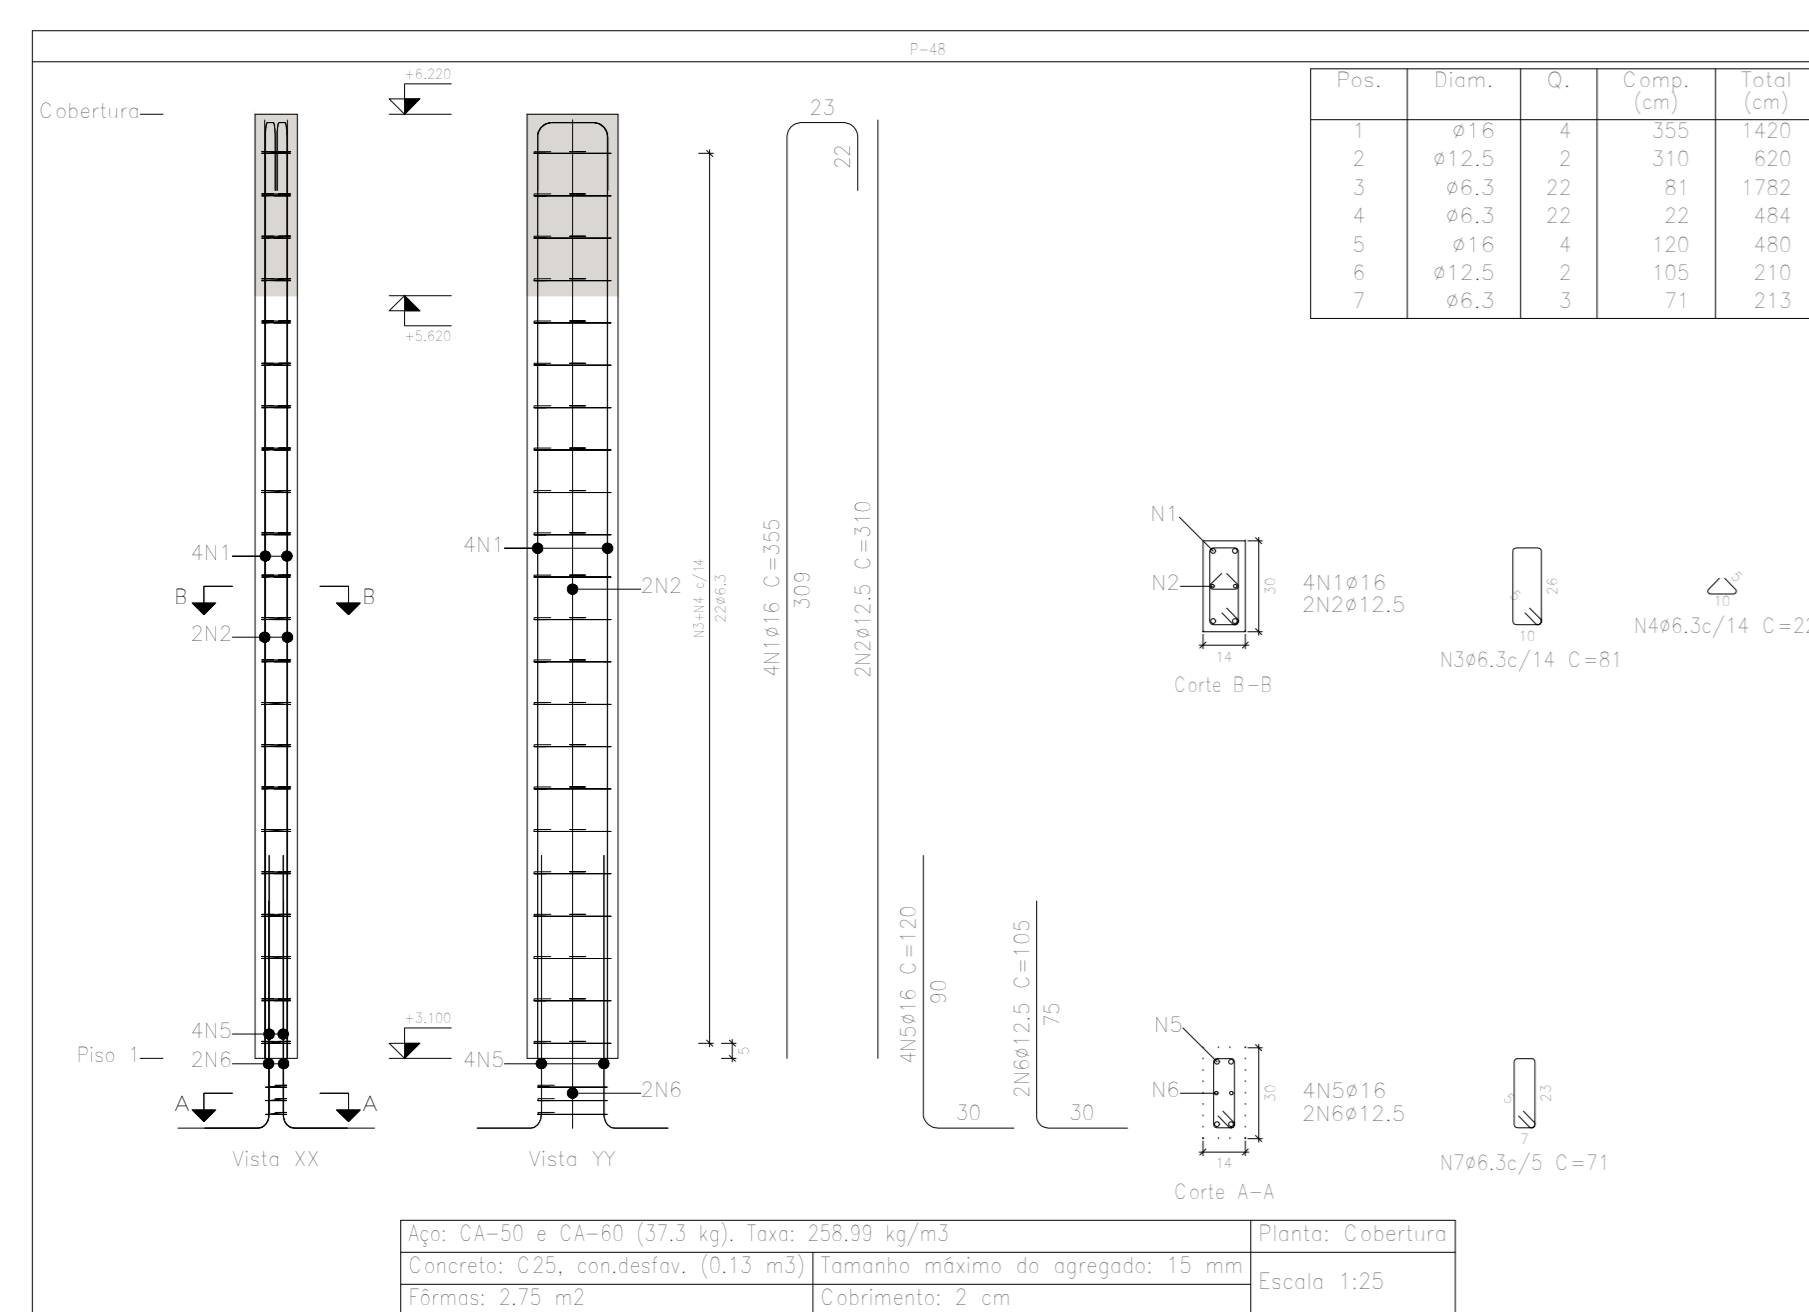 P-48
Cobertura
+6.220
+5.620
4N1
B B
2N2
4N5
Piso 1
2N6
A A
Vista XX
+3.100
4N1
2N2
4N5
2N6
Vista YY
N3+N4 c/14
22ø6.3
5
23
22
4N1ø16 C=355
309
2N2ø12.5 C=310
4N5ø16 C=120
90
30
2N6ø12.5 C=105
75
30
Pos. Diam. Q. Comp. (cm) Total (cm)
1 ø16 4 355 1420
2 ø12.5 2 310 620
3 ø6.3 22 81 1782
4 ø6.3 22 22 484
5 ø16 4 120 480
6 ø12.5 2 105 210
7 ø6.3 3 71 213
N1
N2
30
14
4N1ø16
2N2ø12.5
Corte B-B
5
26
10
N3ø6.3c/14 C=81
5
10
N4ø6.3c/14 C=22
N5
N6
30
14
4N5ø16
2N6ø12.5
Corte A-A
5
23
7
N7ø6.3c/5 C=71
Aço: CA-50 e CA-60 (37.3 kg). Taxa: 258.99 kg/m3
Planta: Cobertura
Concreto: C25, con.desfav. (0.13 m3)
Tamanho máximo do agregado: 15 mm
Escala 1:25
Fôrmas: 2.75 m2
Cobrimento: 2 cm